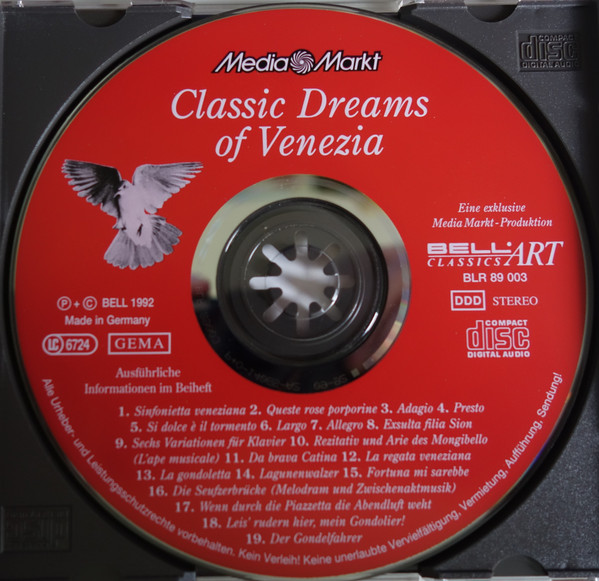 Media Markt
Classic Dreams
of Venezia
COMPACT
disc
DIGITAL AUDIO
Eine exklusive
Media Markt-Produktion
BELL'
CLASSICS ART
BLR 89 003
DDD STEREO
COMPACT
disc
DIGITAL AUDIO
P + C BELL 1992
Made in Germany
LC 6724 GEMA
Ausführliche
Informationen im Beiheft
1. Sinfonietta veneziana 2. Queste rose porporine 3. Adagio 4. Presto
5. Si dolce è il tormento 6. Largo 7. Allegro 8. Exsulta filia Sion
9. Sechs Variationen für Klavier 10. Rezitativ und Arie des Mongibello
(L'ape musicale) 11. Da brava Catina 12. La regata veneziana
13. La gondoletta 14. Lagunenwalzer 15. Fortuna mi sarebbe
16. Die Seufzerbrücke (Melodram und Zwischenaktmusik)
17. Wenn durch die Piazzetta die Abendluft weht
18. Leis' rudern hier, mein Gondolier!
19. Der Gondelfahrer
Alle Urheber- und Leistungsschutzrechte vorbehalten. Kein Verleih! Keine unerlaubte Vervielfältigung, Vermietung, Aufführung, Sendung!